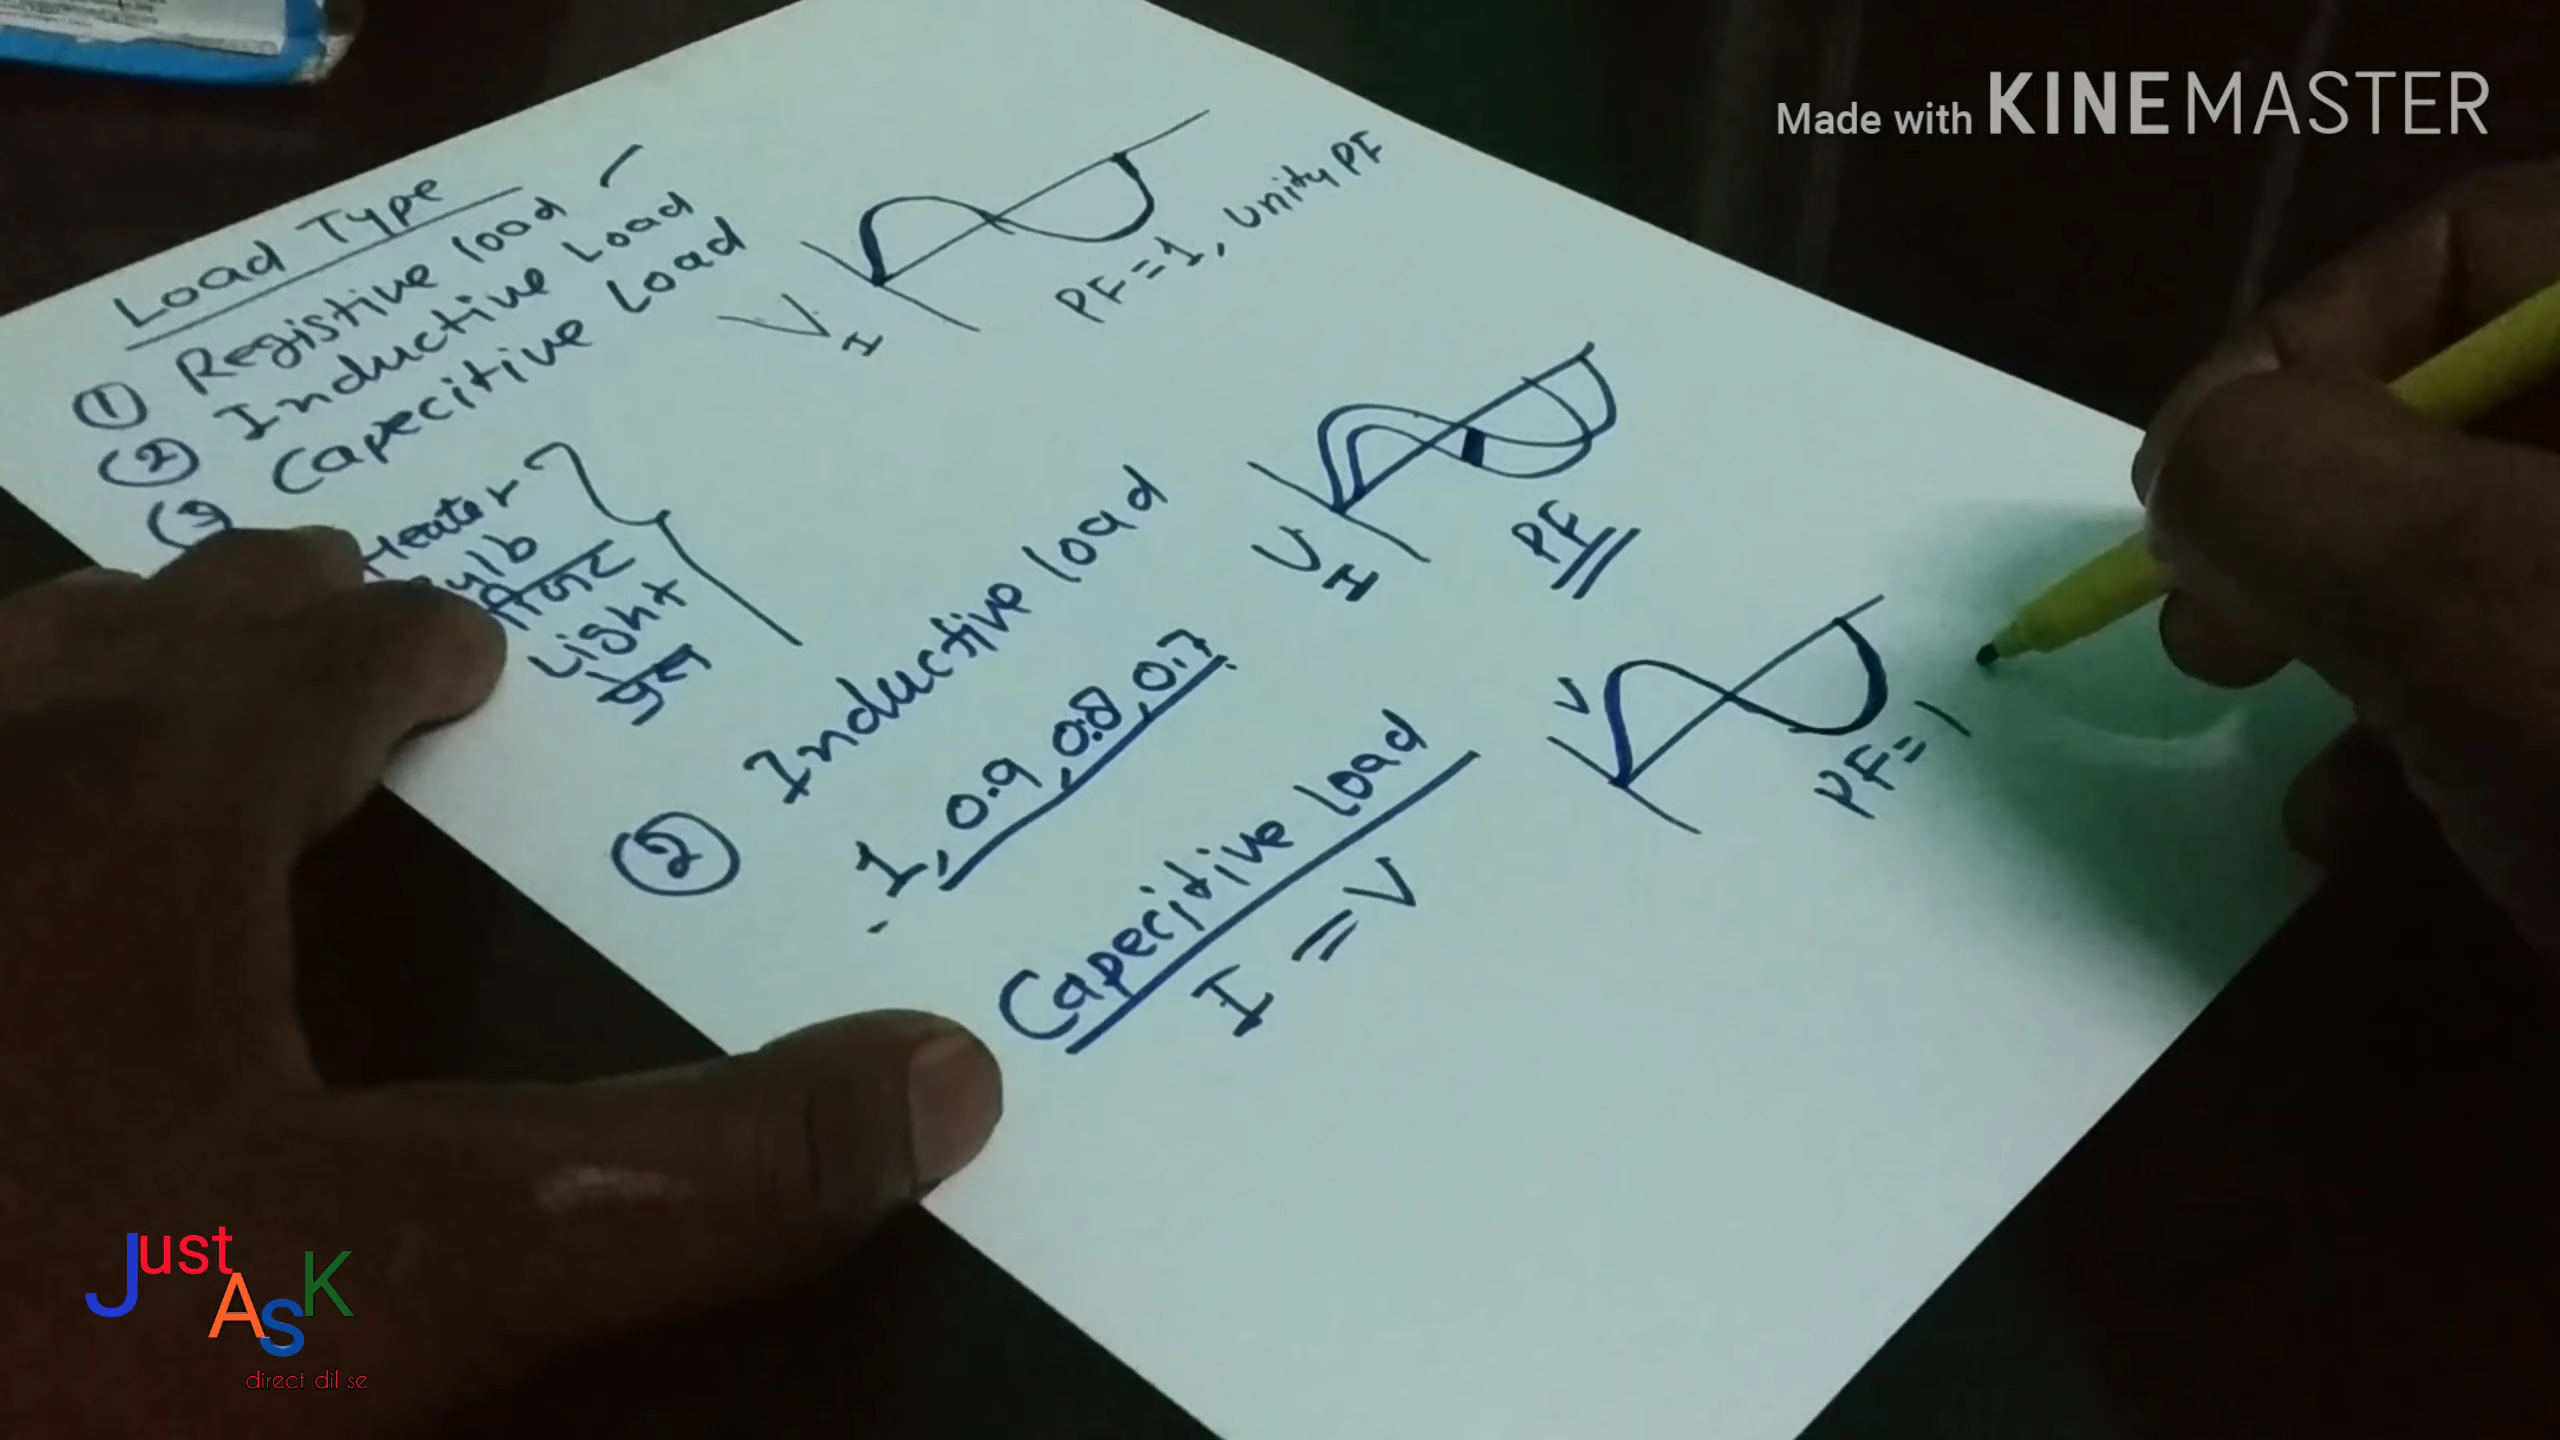 Made with KINEMASTER
Load Type
① Registive load
② Inductive Load
③ Capecitive Load
Heater
गीजर
Light
प्रेस
V
I
PF=1, unity PF
② Inductive load
1, 0.9, 0.8, 0.7
V
I
PF
Capecitive load
I = V
V
PF=1
Just
ASK
direct dil se